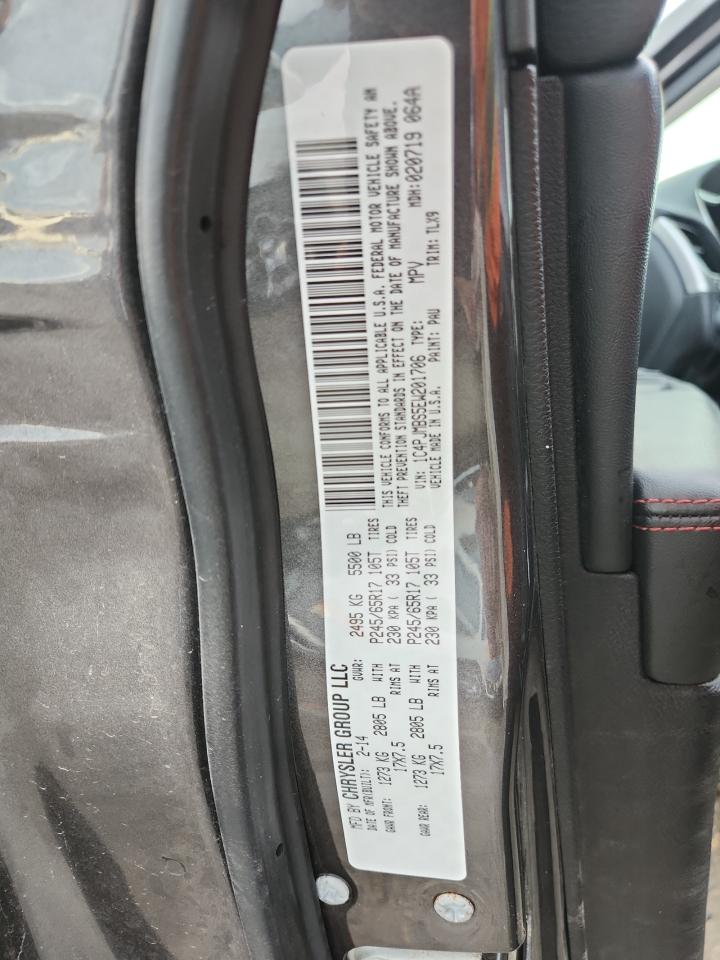 MFD BY CHRYSLER GROUP LLC
DATE OF MFR(BUILT): 2-14 GVWR: 2495 KG 5500 LB
GAWR FRONT: 1273 KG 2805 LB WITH P245/65R17 105T TIRES
17X7.5 RIMS AT 230 KPA ( 33 PSI) COLD
GAWR REAR: 1273 KG 2805 LB WITH P245/65R17 105T TIRES
17X7.5 RIMS AT 230 KPA ( 33 PSI) COLD
THIS VEHICLE CONFORMS TO ALL APPLICABLE U.S.A. FEDERAL MOTOR VEHICLE SAFETY AN
THEFT PREVENTION STANDARDS IN EFFECT ON THE DATE OF MANUFACTURE SHOWN ABOVE.
VIN: 1C4PJMBS5EW201706 TYPE: MPV MDH:020719 064A
VEHICLE MADE IN U.S.A. PAINT: PAU TRIM: TLX9